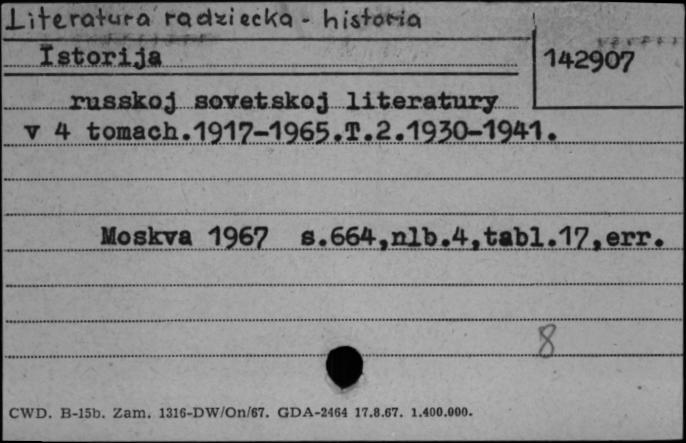 Literatura radziecka - historia
Istorija
142907
russkoj sovetskoj literatury
v 4 tomach.1917-1965.T.2.1930-1941.
Moskva 1967 s.664,nlb.4,tabl.17,err.
8
CWD. B-15b. Zam. 1316-DW/On/67. GDA-2464 17.8.67. 1.400.000.